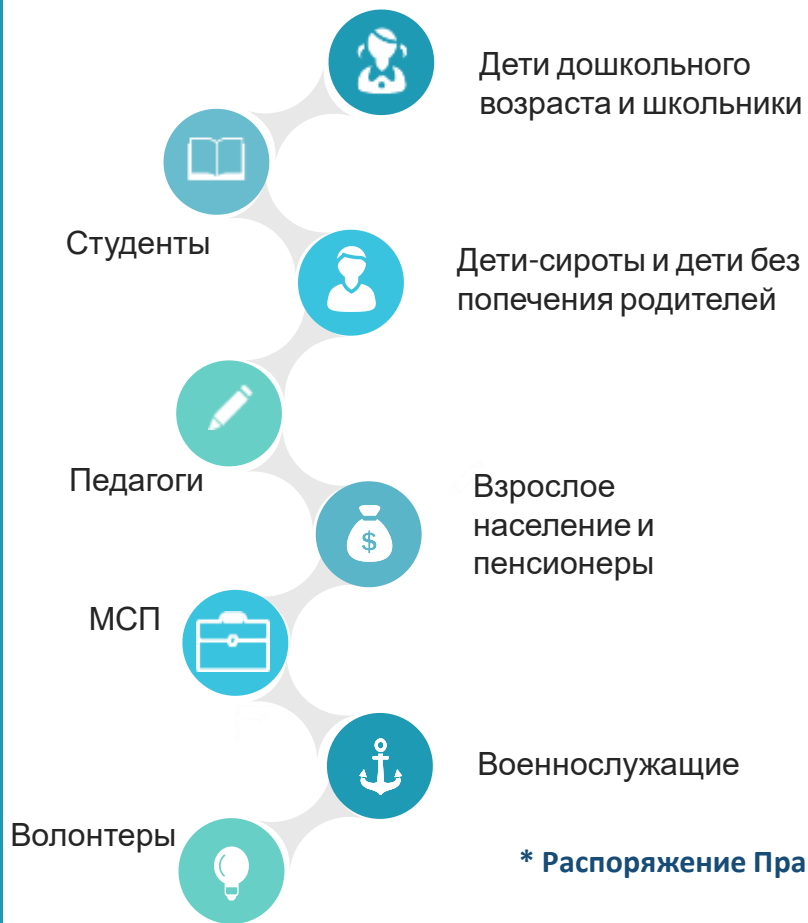 Дети дошкольного
возраста и школьники
Студенты
Дети-сироты и дети без
попечения родителей
Педагоги
Взрослое
население и
пенсионеры
$
МСП
Военнослужащие
Волонтеры
* Распоряжение Пра